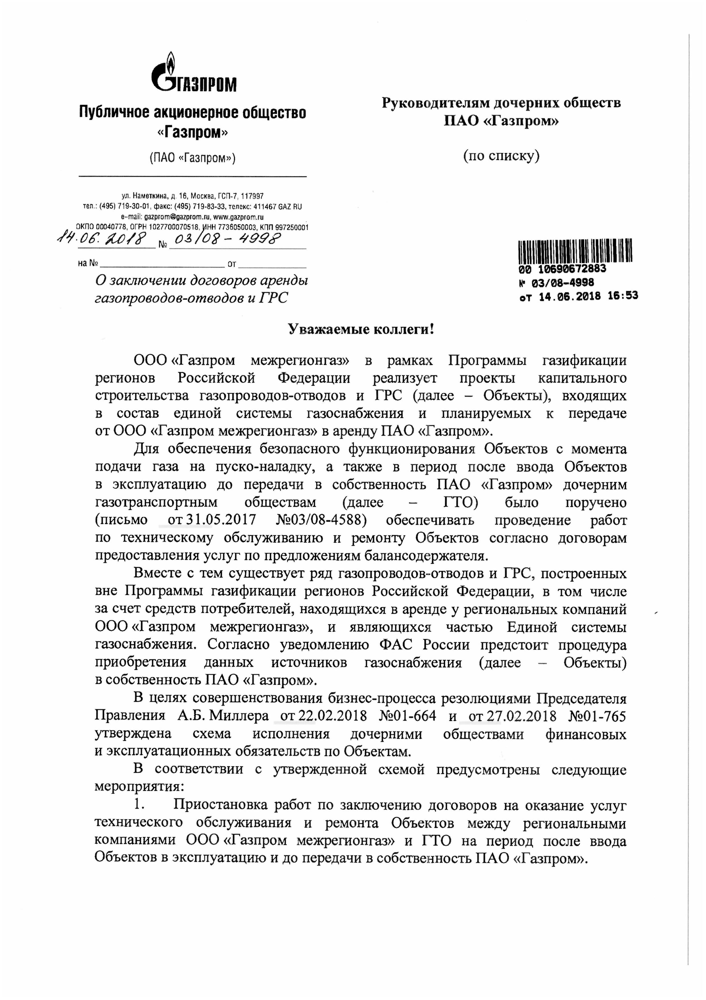 ГАЗПРОМ
Публичное акционерное общество
«Газпром»
(ПАО «Газпром»)
ул. Наметкина, д. 16, Москва, ГСП-7, 117997
тел.: (495) 719-30-01, факс: (495) 719-83-33, телекс: 411467 GAZ RU
e-mail: gazprom@gazprom.ru, www.gazprom.ru
ОКПО 00040778, ОГРН 1027700070518, ИНН 7736050003, КПП 997250001
14.06.2018 № 03/08-4998
на № от
О заключении договоров аренды
газопроводов-отводов и ГРС
Руководителям дочерних обществ
ПАО «Газпром»
(по списку)
00 10690672883
№ 03/08-4998
от 14.06.2018 16:53
Уважаемые коллеги!
ООО «Газпром межрегионгаз» в рамках Программы газификации
регионов Российской Федерации реализует проекты капитального
строительства газопроводов-отводов и ГРС (далее – Объекты), входящих
в состав единой системы газоснабжения и планируемых к передаче
от ООО «Газпром межрегионгаз» в аренду ПАО «Газпром».
Для обеспечения безопасного функционирования Объектов с момента
подачи газа на пуско-наладку, а также в период после ввода Объектов
в эксплуатацию до передачи в собственность ПАО «Газпром» дочерним
газотранспортным обществам (далее – ГТО) было поручено
(письмо от 31.05.2017 №03/08-4588) обеспечивать проведение работ
по техническому обслуживанию и ремонту Объектов согласно договорам
предоставления услуг по предложениям балансодержателя.
Вместе с тем существует ряд газопроводов-отводов и ГРС, построенных
вне Программы газификации регионов Российской Федерации, в том числе
за счет средств потребителей, находящихся в аренде у региональных компаний
ООО «Газпром межрегионгаз», и являющихся частью Единой системы
газоснабжения. Согласно уведомлению ФАС России предстоит процедура
приобретения данных источников газоснабжения (далее – Объекты)
в собственность ПАО «Газпром».
В целях совершенствования бизнес-процесса резолюциями Председателя
Правления А.Б. Миллера от 22.02.2018 №01-664 и от 27.02.2018 №01-765
утверждена схема исполнения дочерними обществами финансовых
и эксплуатационных обязательств по Объектам.
В соответствии с утвержденной схемой предусмотрены следующие
мероприятия:
1. Приостановка работ по заключению договоров на оказание услуг
технического обслуживания и ремонта Объектов между региональными
компаниями ООО «Газпром межрегионгаз» и ГТО на период после ввода
Объектов в эксплуатацию и до передачи в собственность ПАО «Газпром».